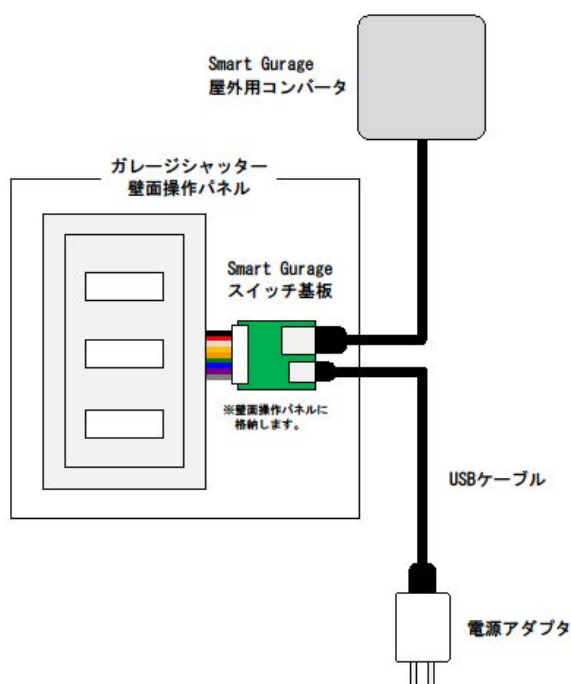 Smart Gurage
屋外用コンバータ
ガレージシャッター
壁面操作パネル
Smart Gurage
スイッチ基板
※壁面操作パネルに
格納します。
USBケーブル
電源アダプタ